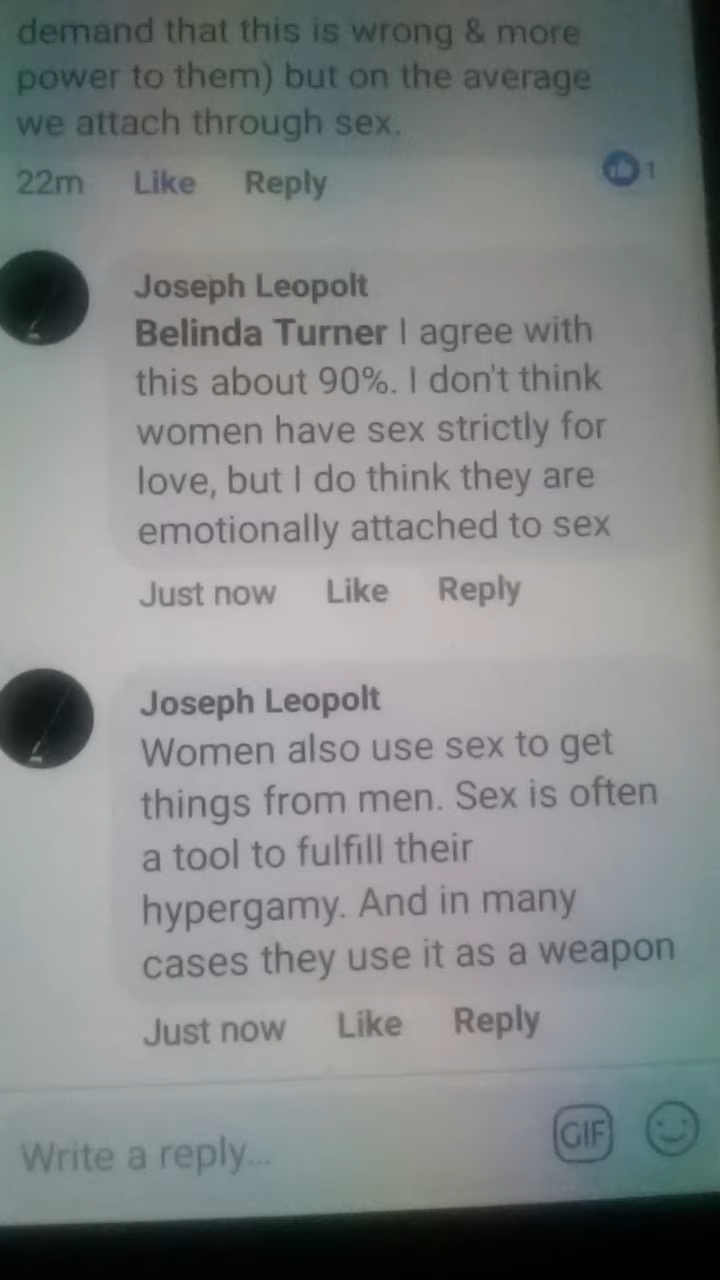 demand that this is wrong & more
power to them) but on the average
we attach through sex.
22m Like Reply 1
Joseph Leopolt
Belinda Turner I agree with
this about 90%. I don't think
women have sex strictly for
love, but I do think they are
emotionally attached to sex
Just now Like Reply
Joseph Leopolt
Women also use sex to get
things from men. Sex is often
a tool to fulfill their
hypergamy. And in many
cases they use it as a weapon
Just now Like Reply
Write a reply... GIF